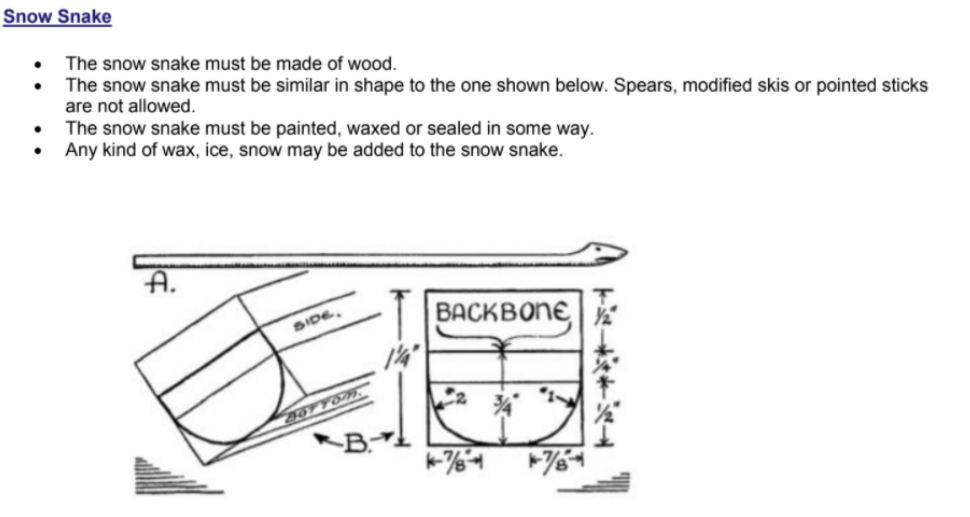 Snow Snake
• The snow snake must be made of wood.
• The snow snake must be similar in shape to the one shown below. Spears, modified skis or pointed sticks
are not allowed.
• The snow snake must be painted, waxed or sealed in some way.
• Any kind of wax, ice, snow may be added to the snow snake.
A.
SIDE.
BOTTOM.
B.
1¼"
BACKBONE
½"
¼"
½"
#2
¾"
#1
⅞"
⅞"